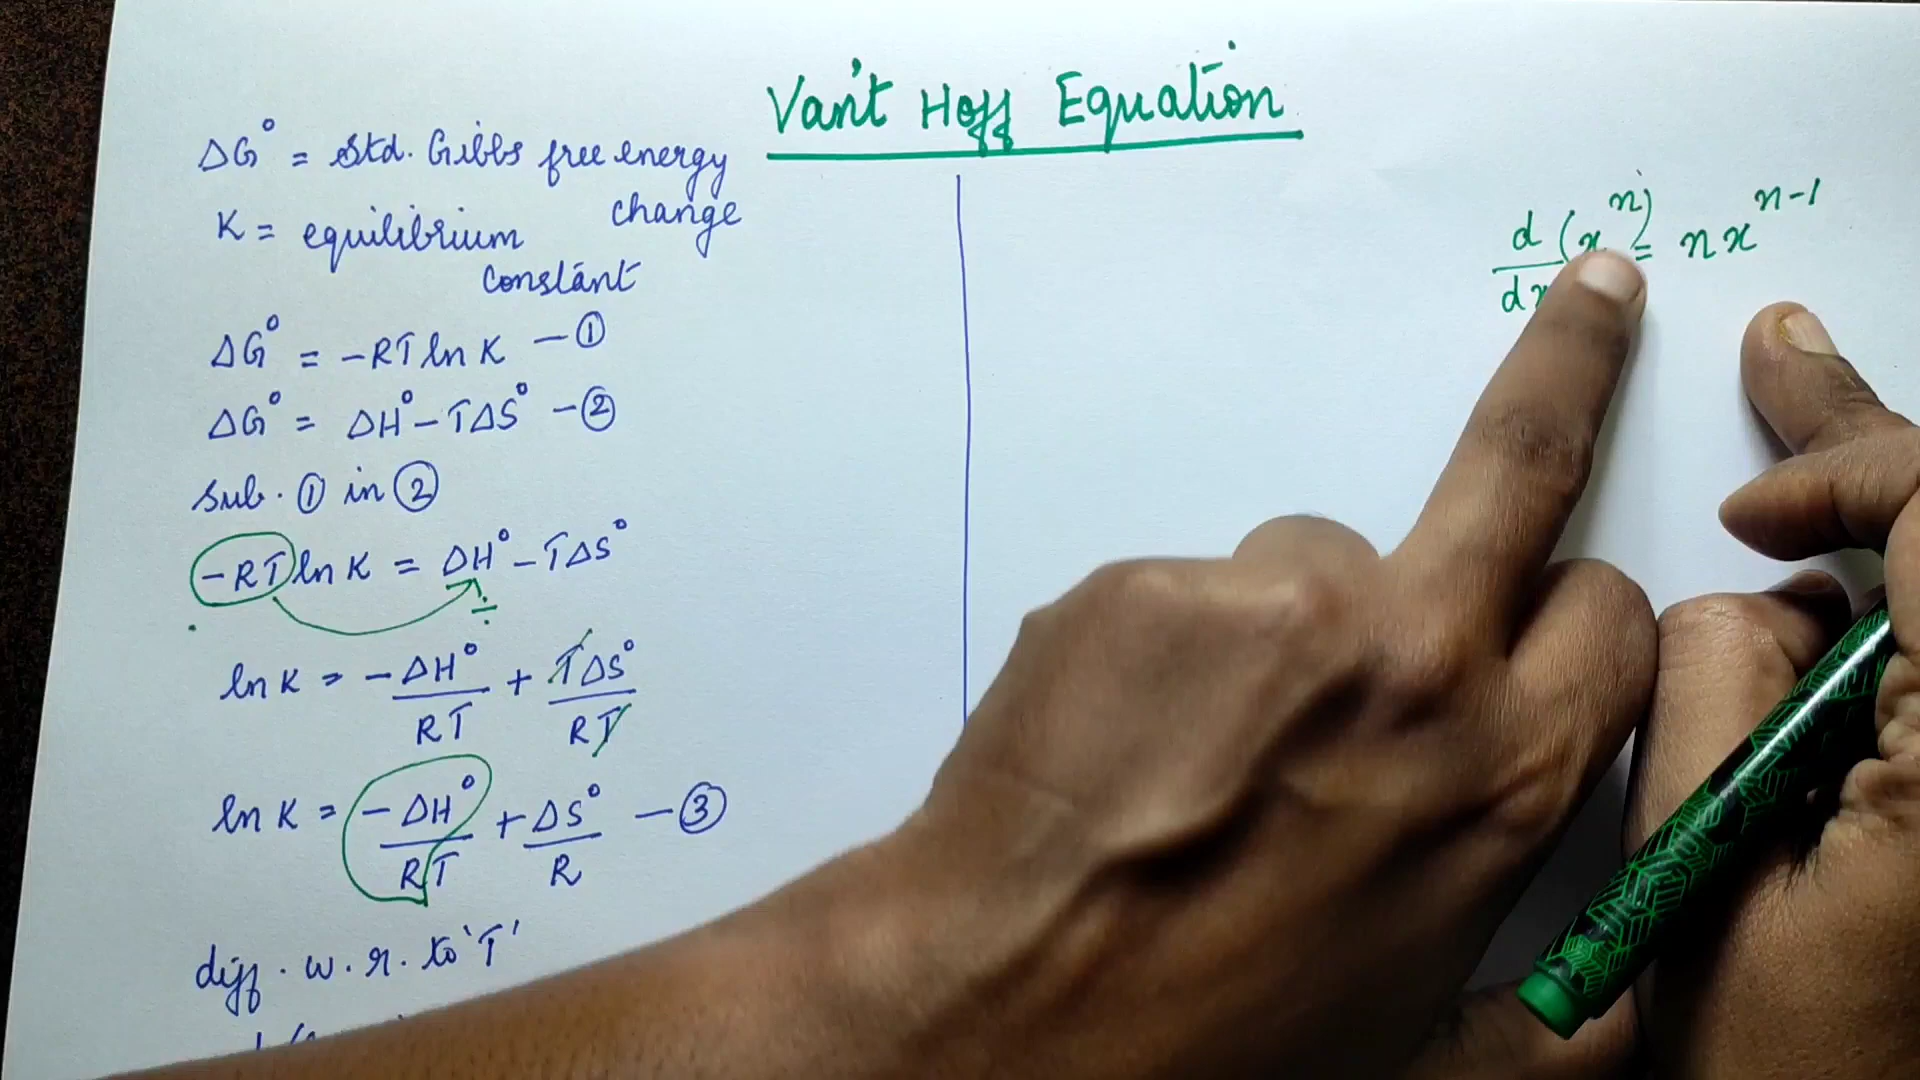 Van't Hoff Equation
ΔG° = Std. Gibbs free energy
change
K = equilibrium
constant
ΔG° = -RT ln K - ①
ΔG° = ΔH° - TΔS° - ②
Sub. ① in ②
-RT ln K = ΔH° - TΔS°
÷
ln K = -ΔH°/RT + TΔS°/RT
ln K = -ΔH°/RT + ΔS°/R - ③
diff. w. r. to 'T'
d/dx (x^n) = n x^(n-1)